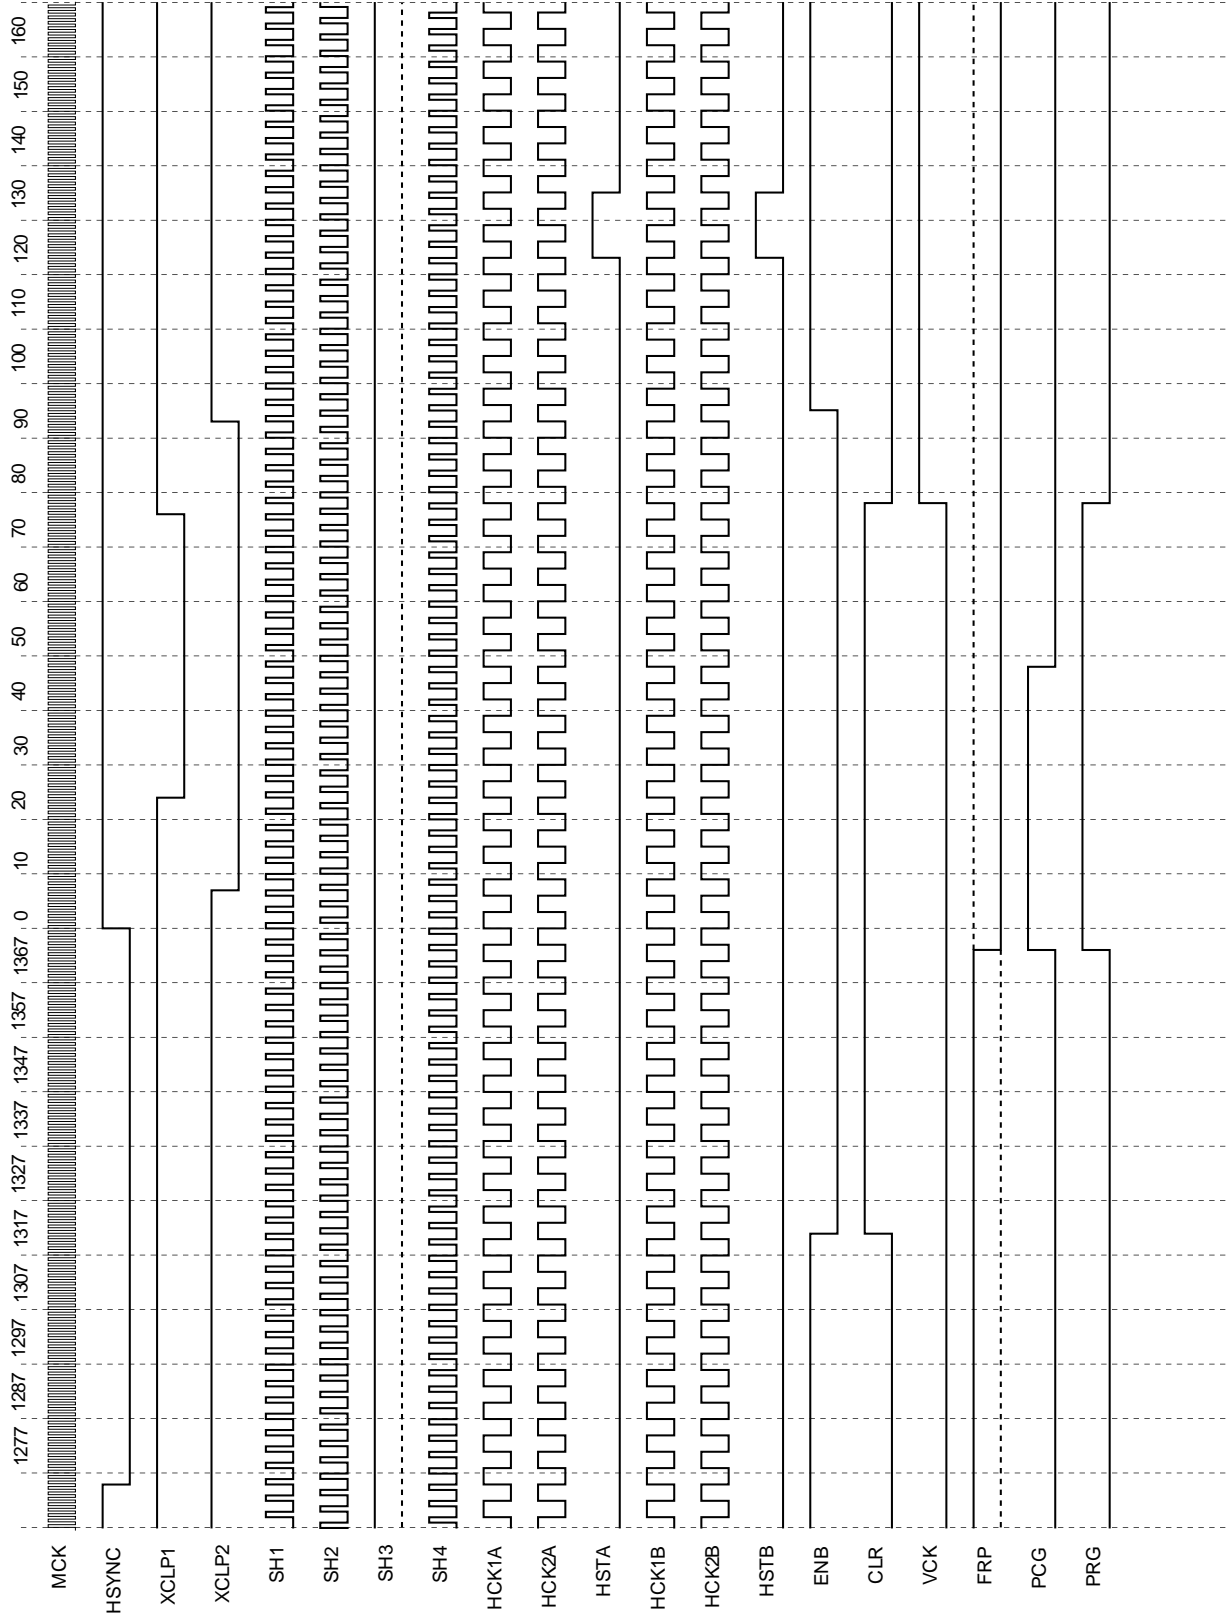 MCK
HSYNC
XCLP1
XCLP2
SH1
SH2
SH3
SH4
HCK1A
HCK2A
HSTA
HCK1B
HCK2B
HSTB
ENB
CLR
VCK
FRP
PCG
PRG
1277 1287 1297 1307 1317 1327 1337 1347 1357 1367 0 10 20 30 40 50 60 70 80 90 100 110 120 130 140 150 160